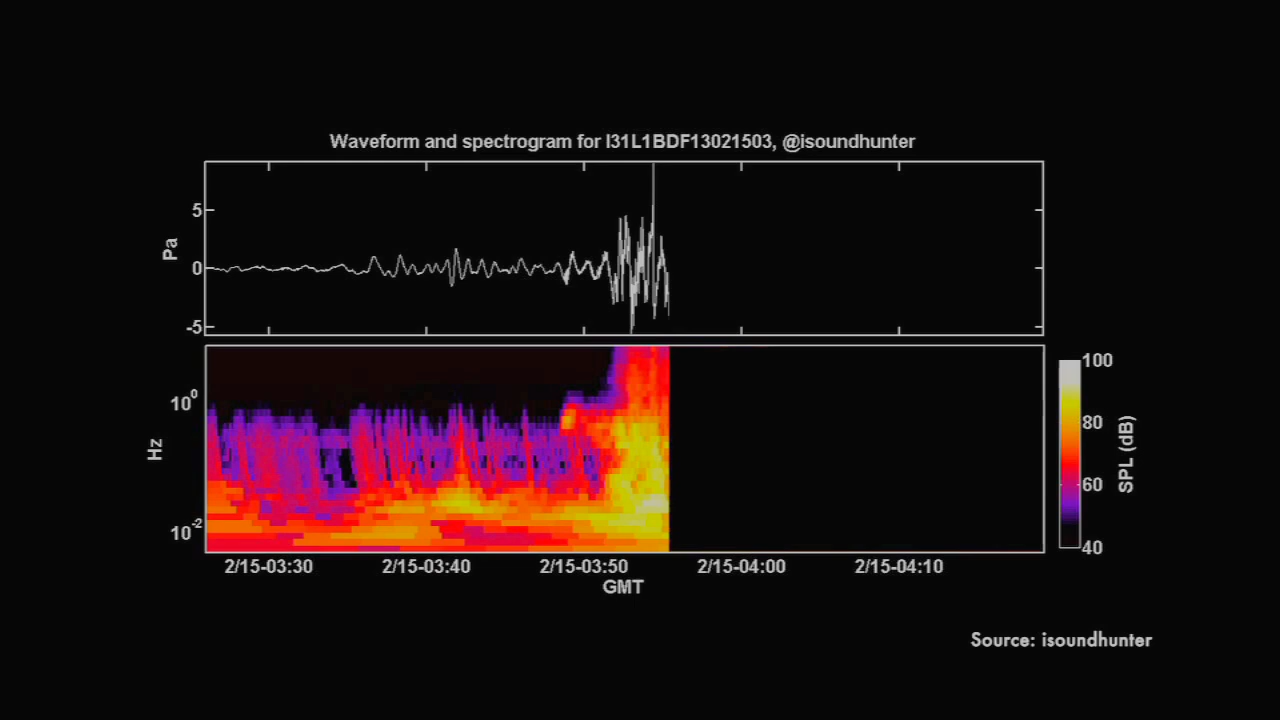 Waveform and spectrogram for I31L1BDF13021503, @isoundhunter
Pa
5
0
-5
Hz
10^0
10^-2
2/15-03:30 2/15-03:40 2/15-03:50 2/15-04:00 2/15-04:10
GMT
100
80
60
40
SPL (dB)
Source: isoundhunter